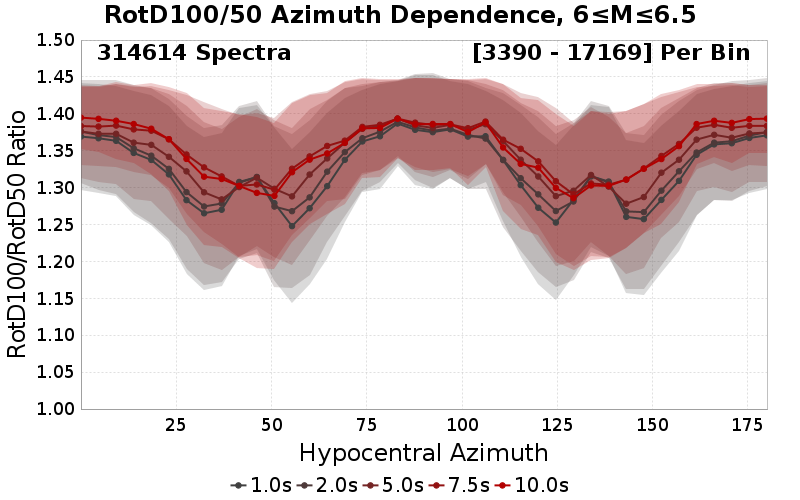 RotD100/50 Azimuth Dependence, 6≤M≤6.5
314614 Spectra
[3390 - 17169] Per Bin
RotD100/RotD50 Ratio
1.50
1.45
1.40
1.35
1.30
1.25
1.20
1.15
1.10
1.05
1.00
25 50 75 100 125 150 175
Hypocentral Azimuth
1.0s 2.0s 5.0s 7.5s 10.0s